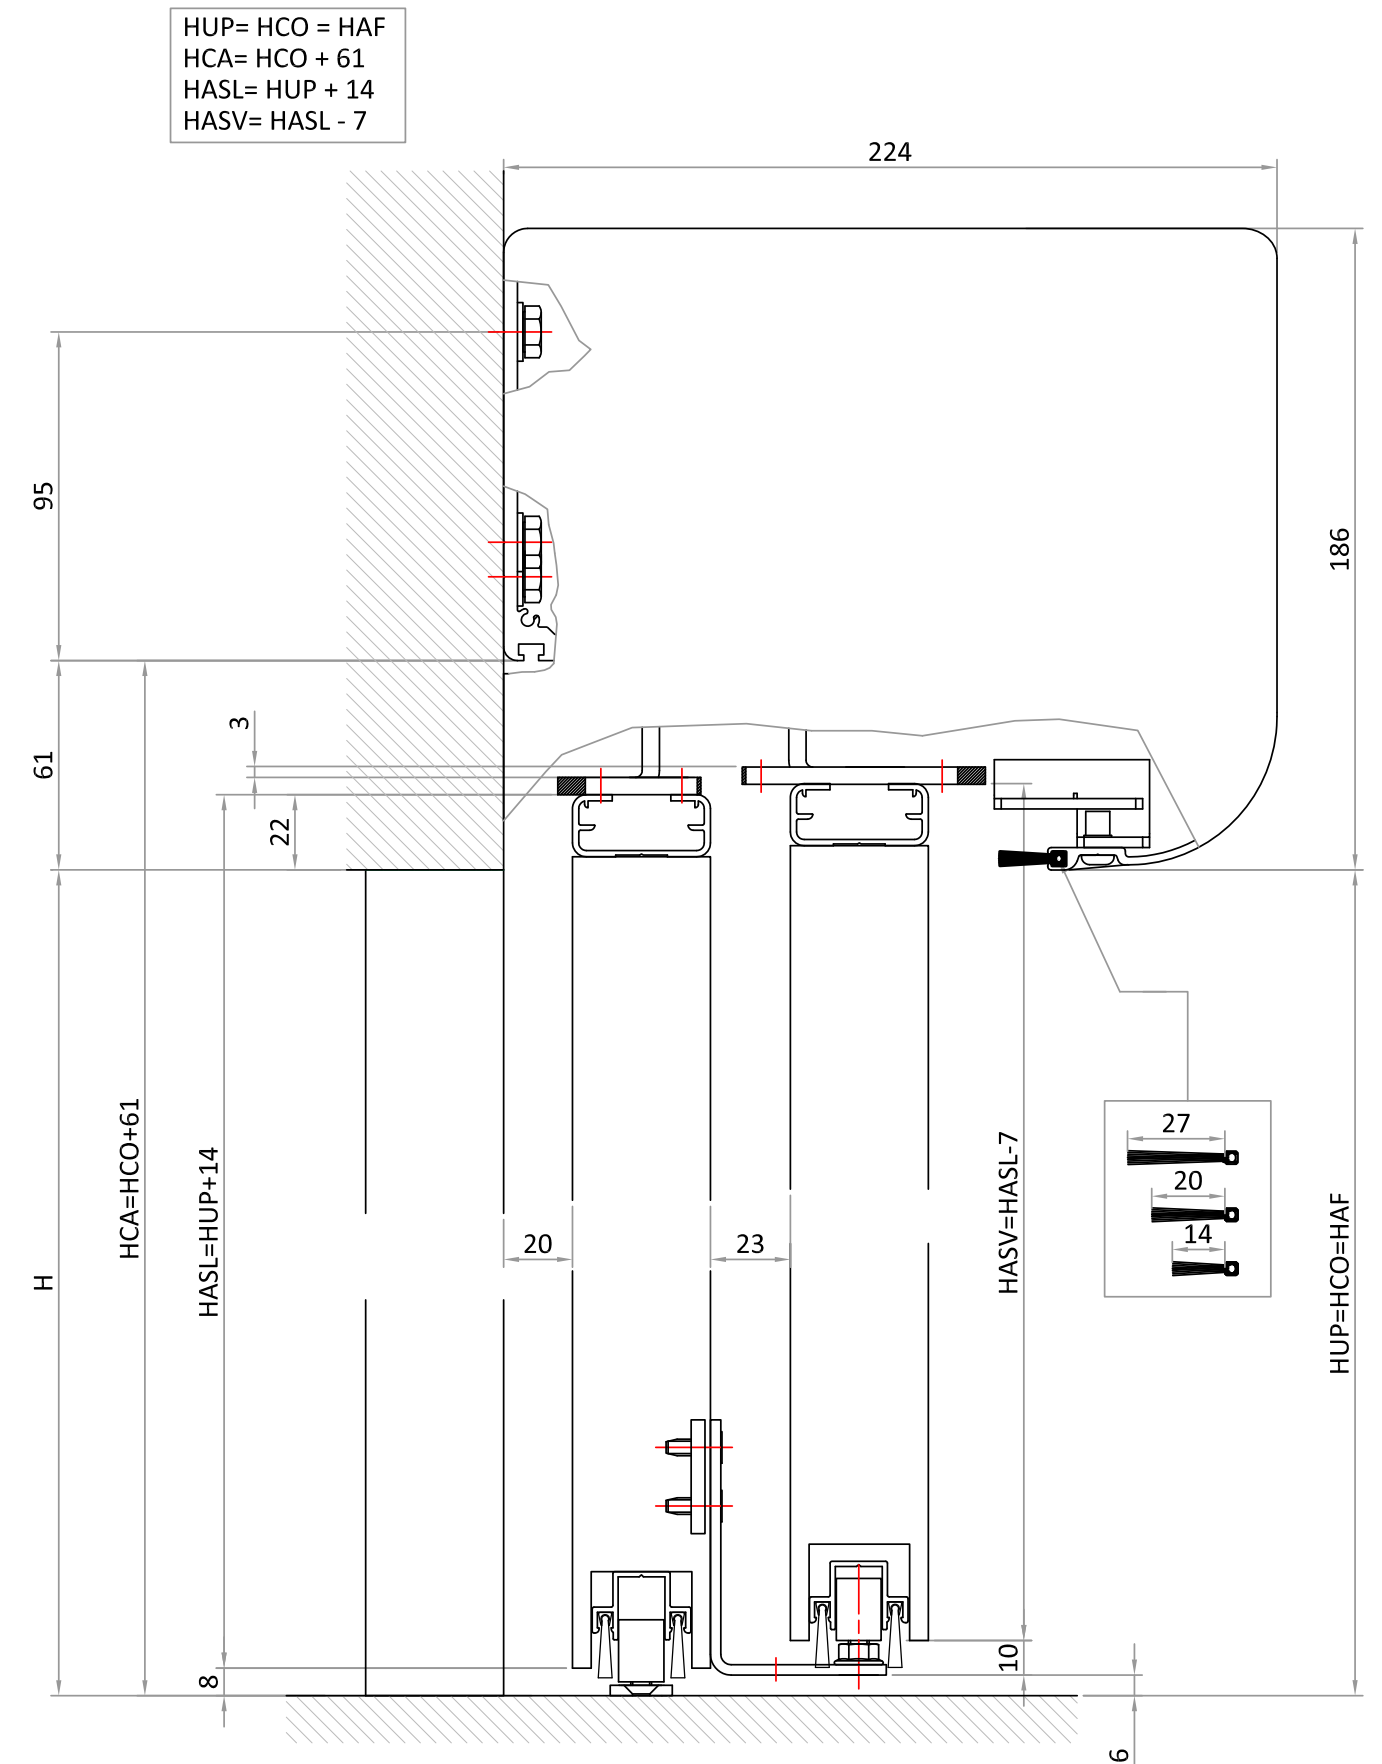 HUP= HCO = HAF
HCA= HCO + 61
HASL= HUP + 14
HASV= HASL - 7
224
95
186
3
61
22
HCA=HCO+61
HASL=HUP+14
HASV=HASL-7
27
20
14
20
23
H
HUP=HCO=HAF
8
10
6